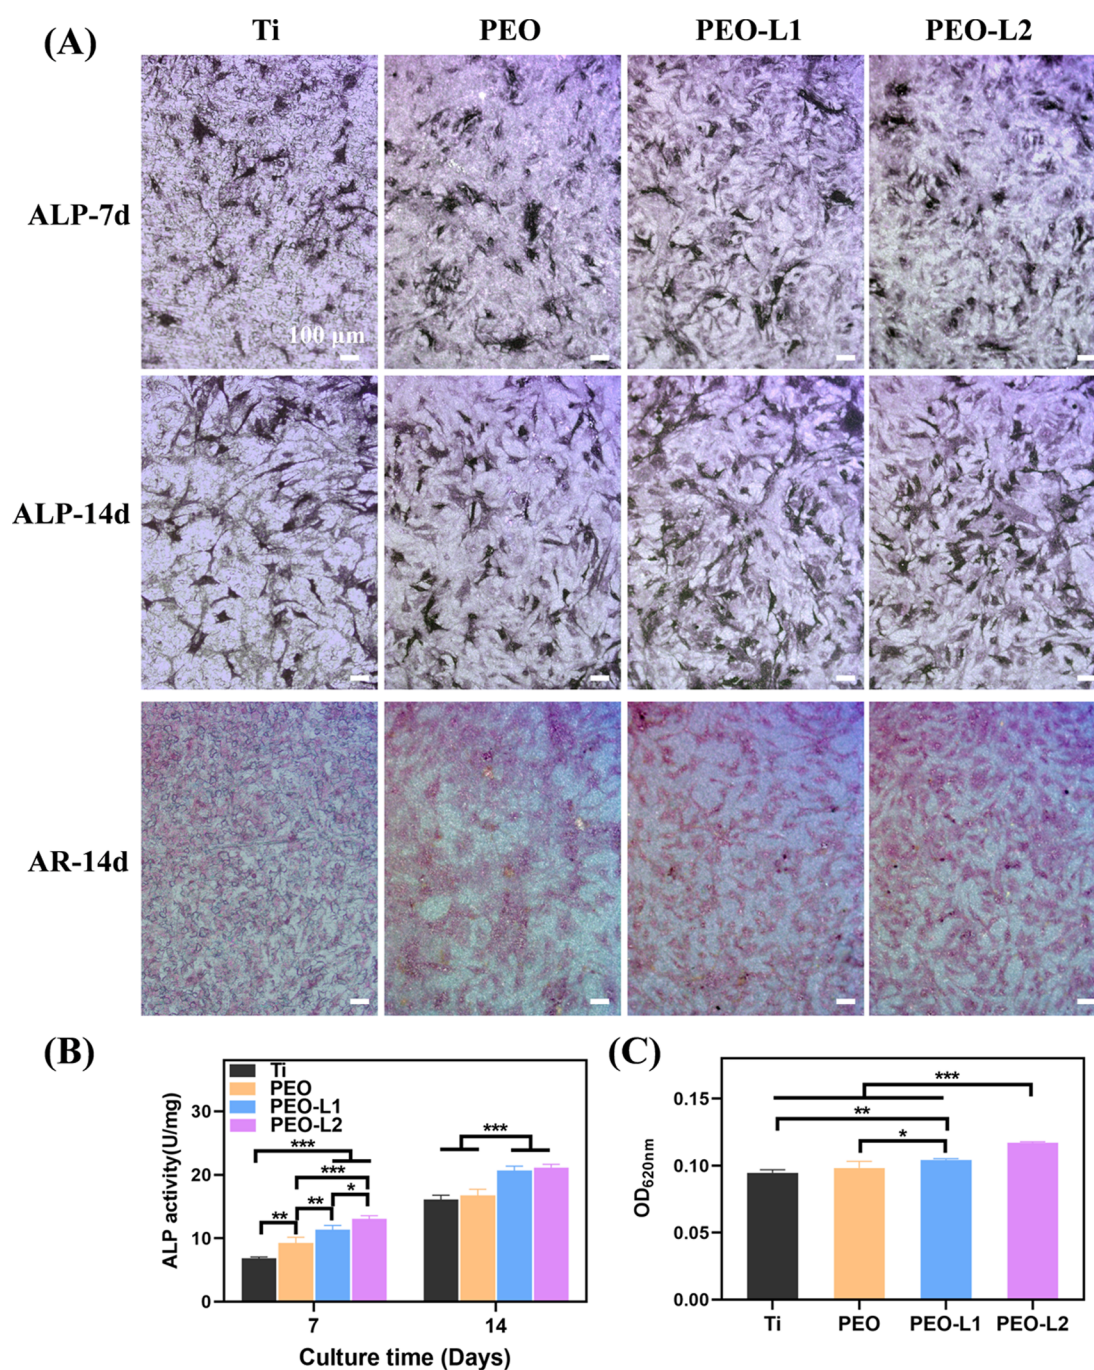 (A)
Ti PEO PEO-L1 PEO-L2
ALP-7d
100 μm
ALP-14d
AR-14d
(B)
ALP activity(U/mg)
30
20
10
0
Ti
PEO
PEO-L1
PEO-L2
***
***
*
**
**
***
7 14
Culture time (Days)
(C)
OD620nm
0.15
0.10
0.05
0.00
***
**
*
Ti PEO PEO-L1 PEO-L2